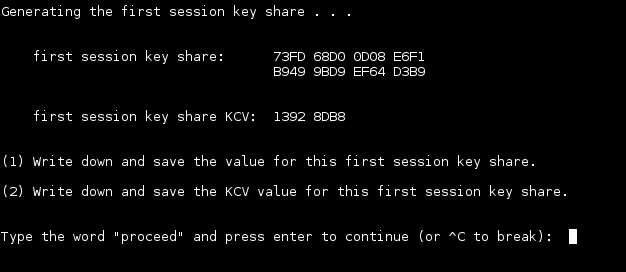 Generating the first session key share . . .
first session key share: 73FD 68D0 0D08 E6F1
B949 9BD9 EF64 D3B9
first session key share KCV: 1392 8DB8
(1) Write down and save the value for this first session key share.
(2) Write down and save the KCV value for this first session key share.
Type the word "proceed" and press enter to continue (or ^C to break):